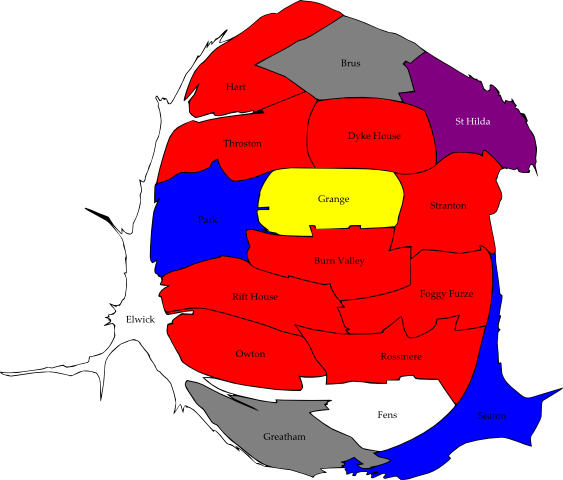 Brus
Hart
St Hilda
Dyke House
Throston
Grange
Stranton
Park
Burn Valley
Foggy Furze
Rift House
Elwick
Owton
Rossmere
Fens
Seaton
Greatham